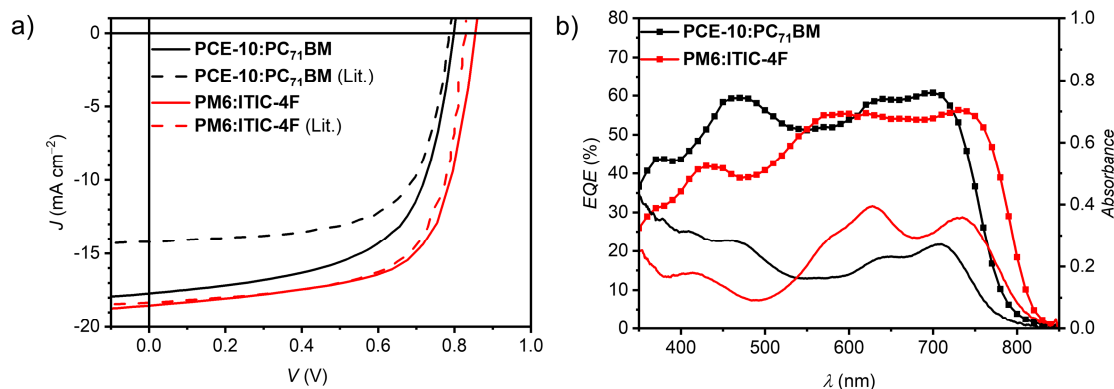 a)
PCE-10:PC₇₁BM
PCE-10:PC₇₁BM (Lit.)
PM6:ITIC-4F
PM6:ITIC-4F (Lit.)
J (mA cm⁻²)
0
-5
-10
-15
-20
0.0 0.2 0.4 0.6 0.8 1.0
V (V)
b)
PCE-10:PC₇₁BM
PM6:ITIC-4F
EQE (%)
80
70
60
50
40
30
20
10
0
400 500 600 700 800
λ (nm)
1.0
0.8
0.6
0.4
0.2
0.0
Absorbance